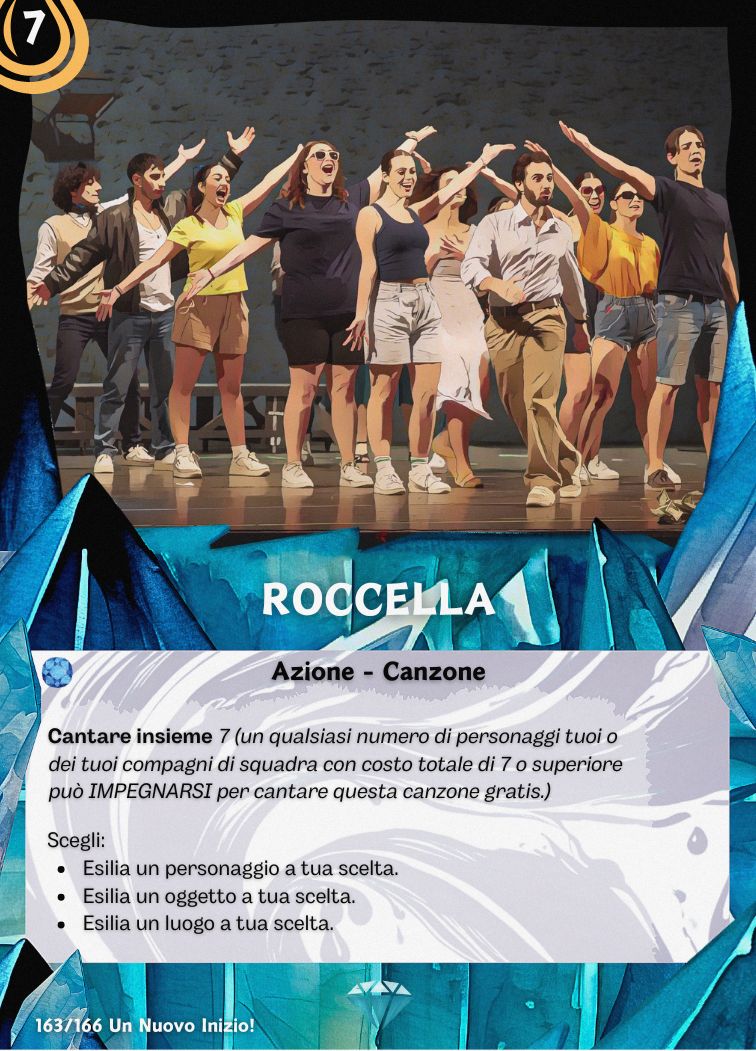 7
ROCCELLA
Azione - Canzone
Cantare insieme 7 (un qualsiasi numero di personaggi tuoi o
dei tuoi compagni di squadra con costo totale di 7 o superiore
può IMPEGNARSI per cantare questa canzone gratis.)
Scegli:
• Esilia un personaggio a tua scelta.
• Esilia un oggetto a tua scelta.
• Esilia un luogo a tua scelta.
163/166 Un Nuovo Inizio!